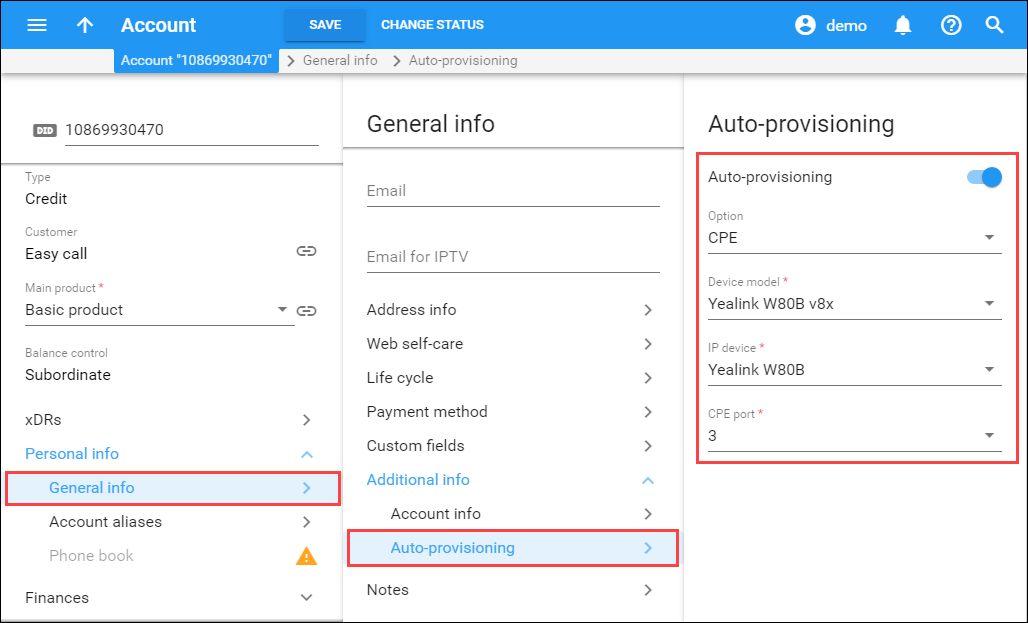 Account
SAVE
CHANGE STATUS
demo
Account "10869930470"
General info
Auto-provisioning
DID
10869930470
Type
Credit
Customer
Easy call
Main product *
Basic product
Balance control
Subordinate
xDRs
Personal info
General info
Account aliases
Phone book
Finances
General info
Email
Email for IPTV
Address info
Web self-care
Life cycle
Payment method
Custom fields
Additional info
Account info
Auto-provisioning
Notes
Auto-provisioning
Auto-provisioning
Option
CPE
Device model *
Yealink W80B v8x
IP device *
Yealink W80B
CPE port *
3